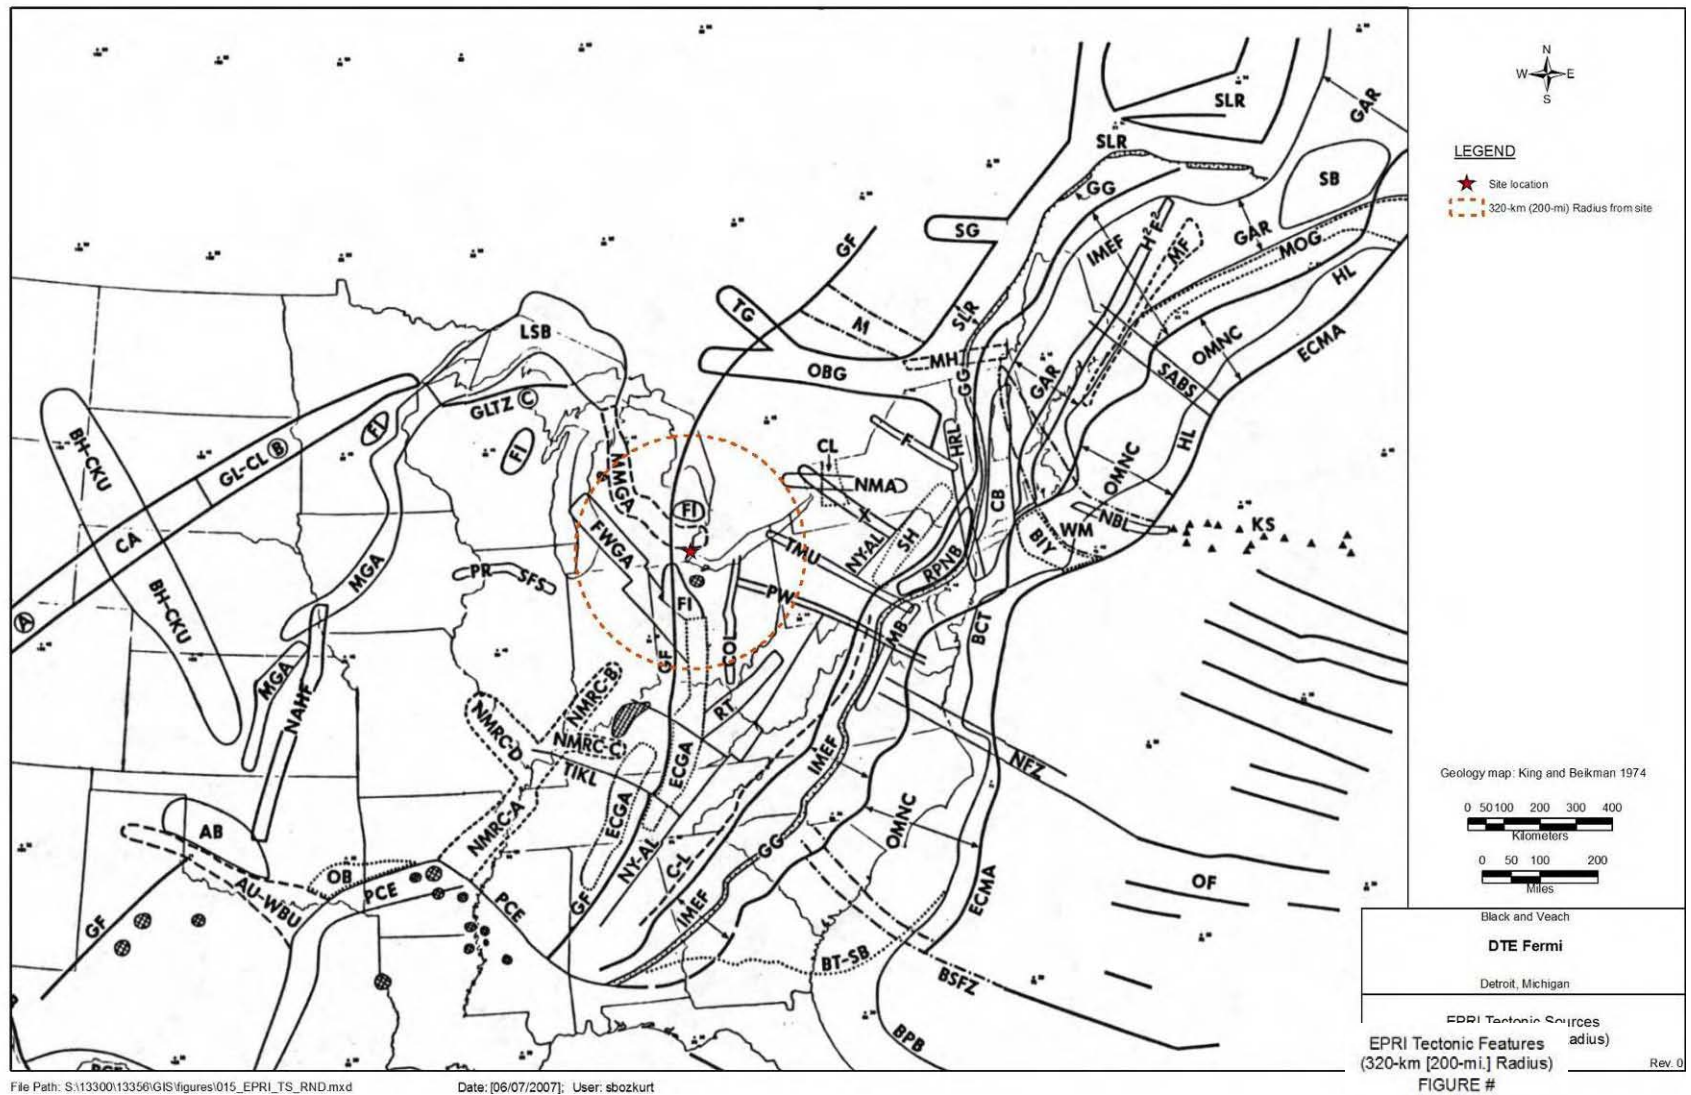 SLR
GAR
SLR
GG
SB
SG
GF
IMEF
H²E²
MF
GAR
MOG
HL
TG
M
SLR
LSB
OBG
MH
GG
GAR
OMNC
ECMA
SABS
GLTZ C
FI
BH-CKU
GL-CL B
FI
MMGA
F
HRL
CL
NMA
HL
OMNC
CB
FI
X
NY-AL
SH
WM
NBL
KS
BIY
CA
FWGA
TMU
RPNB
MGA
PR
SFS
FI
PW
BH-CKU
A
MB
BCT
GF
COL
MGA
NAHF
NMRC-B
RT
NMRC-D
NMRC-C
IMEF
NFZ
TIKL
ECGA
ECGA
NMRC-A
AB
OMNC
GG
NY-AL
C-L
OB
PCE
AU-WBU
PCE
GF
IMEF
GF
ECMA
OF
BT-SB
BSFZ
BPB
N
W E
S
LEGEND
Site location
320-km (200-mi) Radius from site
Geology map: King and Beikman 1974
0 50 100 200 300 400
Kilometers
0 50 100 200
Miles
Black and Veach
DTE Fermi
Detroit, Michigan
EPRI Tectonic Sources
adius)
EPRI Tectonic Features
(320-km [200-mi.] Radius)
FIGURE #
Rev. 0
File Path: S:\13300\13356\GIS\figures\015_EPRI_TS_RND.mxd Date: [06/07/2007]; User: sbozkurt